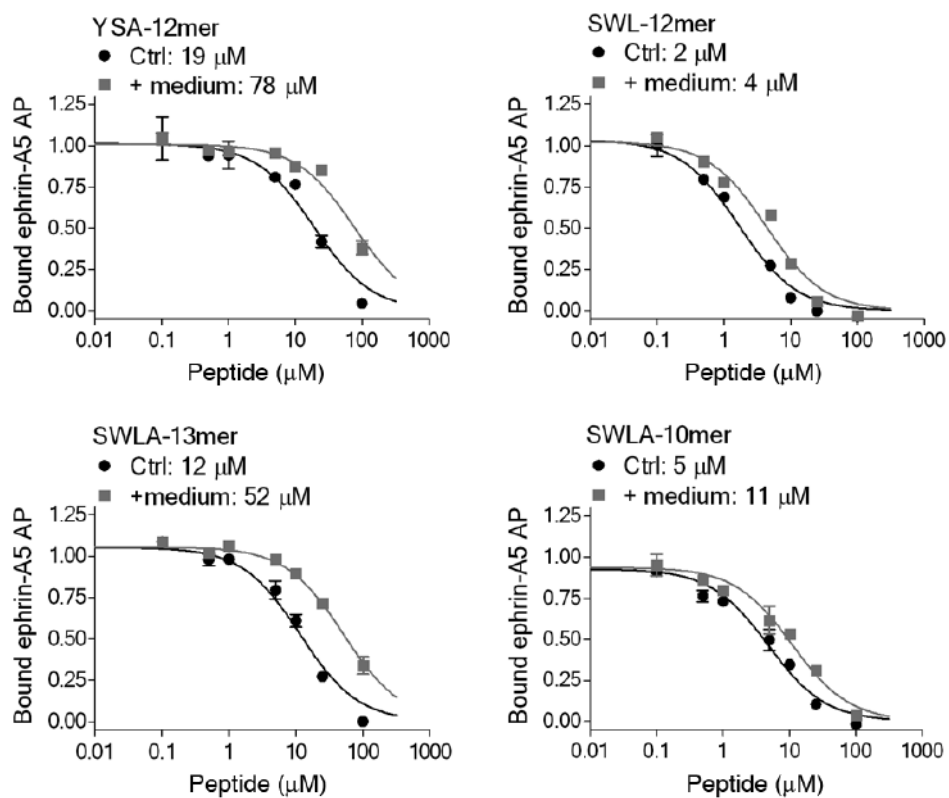 YSA-12mer
Ctrl: 19 μM
+ medium: 78 μM
1.25
1.00
0.75
0.50
0.25
0.00
Bound ephrin-A5 AP
0.01 0.1 1 10 100 1000
Peptide (μM)
SWL-12mer
Ctrl: 2 μM
+ medium: 4 μM
1.25
1.00
0.75
0.50
0.25
0.00
Bound ephrin-A5 AP
0.01 0.1 1 10 100 1000
Peptide (μM)
SWLA-13mer
Ctrl: 12 μM
+medium: 52 μM
1.25
1.00
0.75
0.50
0.25
0.00
Bound ephrin-A5 AP
0.01 0.1 1 10 100 1000
Peptide (μM)
SWLA-10mer
Ctrl: 5 μM
+ medium: 11 μM
1.25
1.00
0.75
0.50
0.25
0.00
Bound ephrin-A5 AP
0.01 0.1 1 10 100 1000
Peptide (μM)